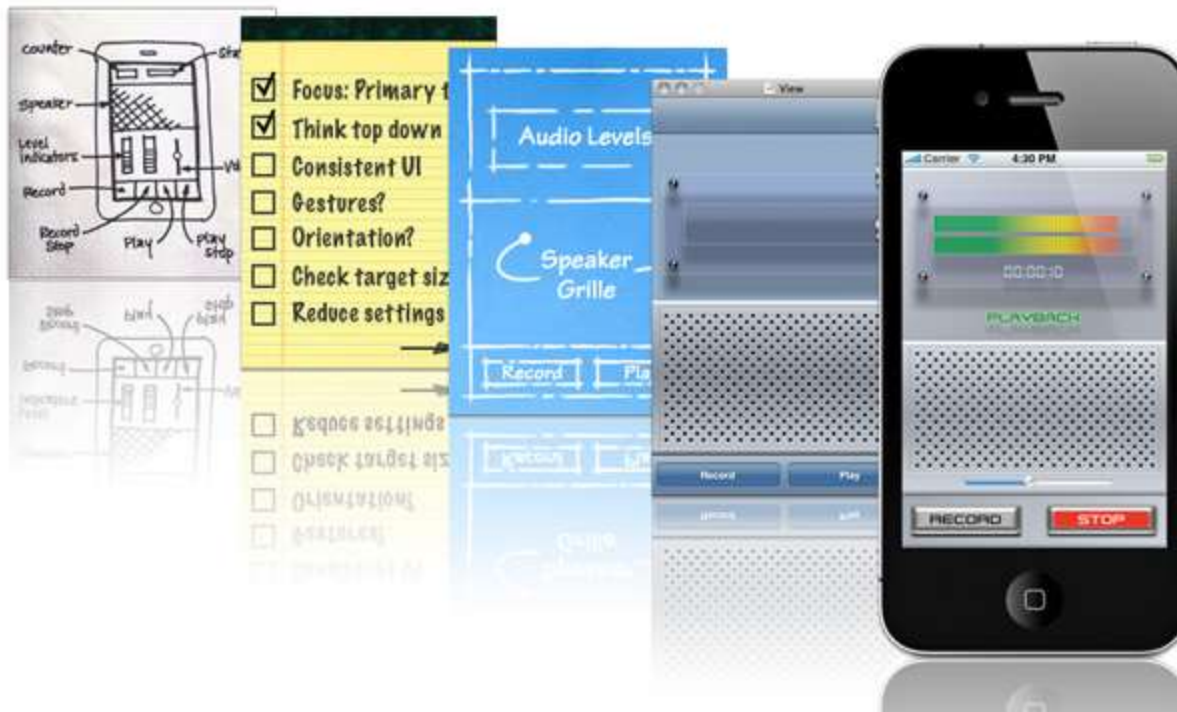 counter
speaker
Level
indicators
Record
Record
Stop
Play
Play
Stop
Focus: Primary t
Think top down
Consistent UI
Gestures?
Orientation?
Check target siz
Reduce settings
Audio Levels
Speaker
Grille
Record
Pla
View
Record
Play
Carrier
4:30 PM
00:00:10
PLAYBACK
RECORD
STOP